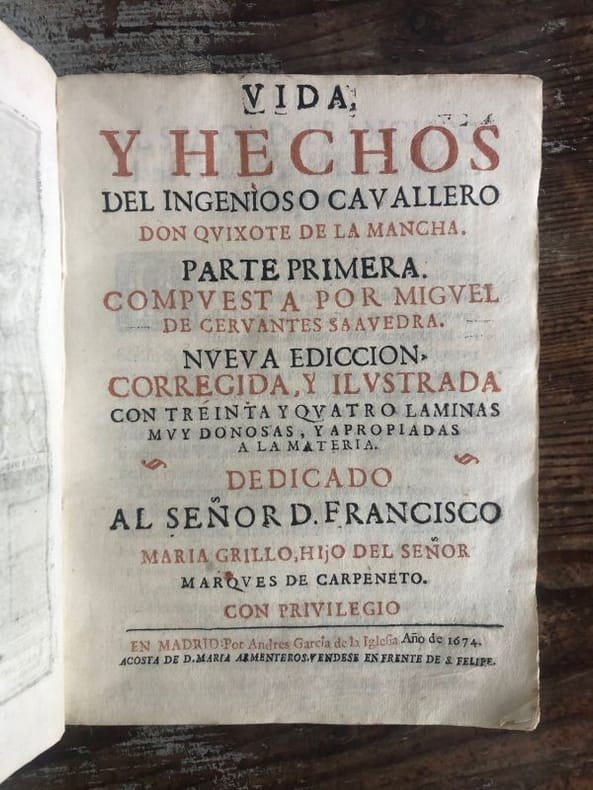 VIDA,
Y HECHOS
DEL INGENÌOSO CAVALLERO
DON QVIXOTE DE LA MANCHA.
PARTE PRIMERA.
COMPVESTA POR MIGVEL
DE CERVANTES SAAVEDRA.
NVEVA EDICCION,
CORREGIDA, Y ILVSTRADA
CON TREINTA Y QVATRO LAMINAS
MVY DONOSAS, Y APROPIADAS
A LA MATERIA.
DEDICADO
AL SEÑOR D. FRANCISCO
MARIA GRILLO, HIJO DEL SEÑOR
MARQVES DE CARPENETO.
CON PRIVILEGIO
EN MADRID: Por Andres Garcia de la Iglesia. Año de 1674.
ACOSTA DE D. MARIA ARMENTEROS. VENDESE EN FRENTE DE S. FELIPE.